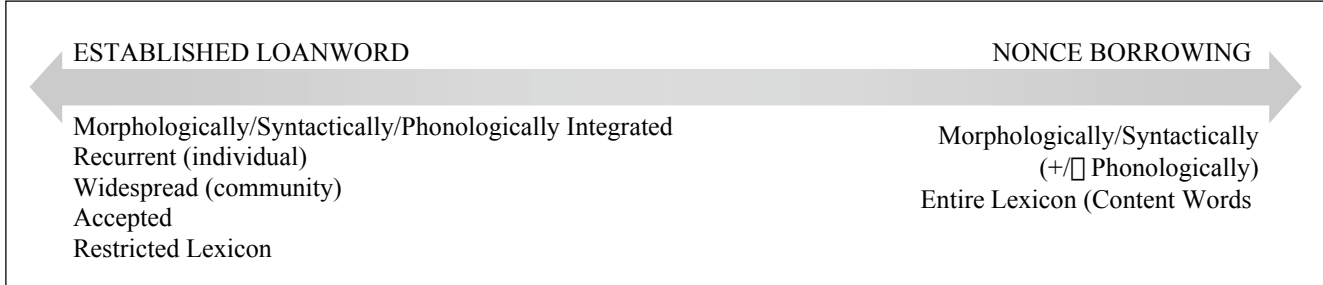 ESTABLISHED LOANWORD
NONCE BORROWING
Morphologically/Syntactically/Phonologically Integrated
Recurrent (individual)
Widespread (community)
Accepted
Restricted Lexicon
Morphologically/Syntactically
(+/▯ Phonologically)
Entire Lexicon (Content Words